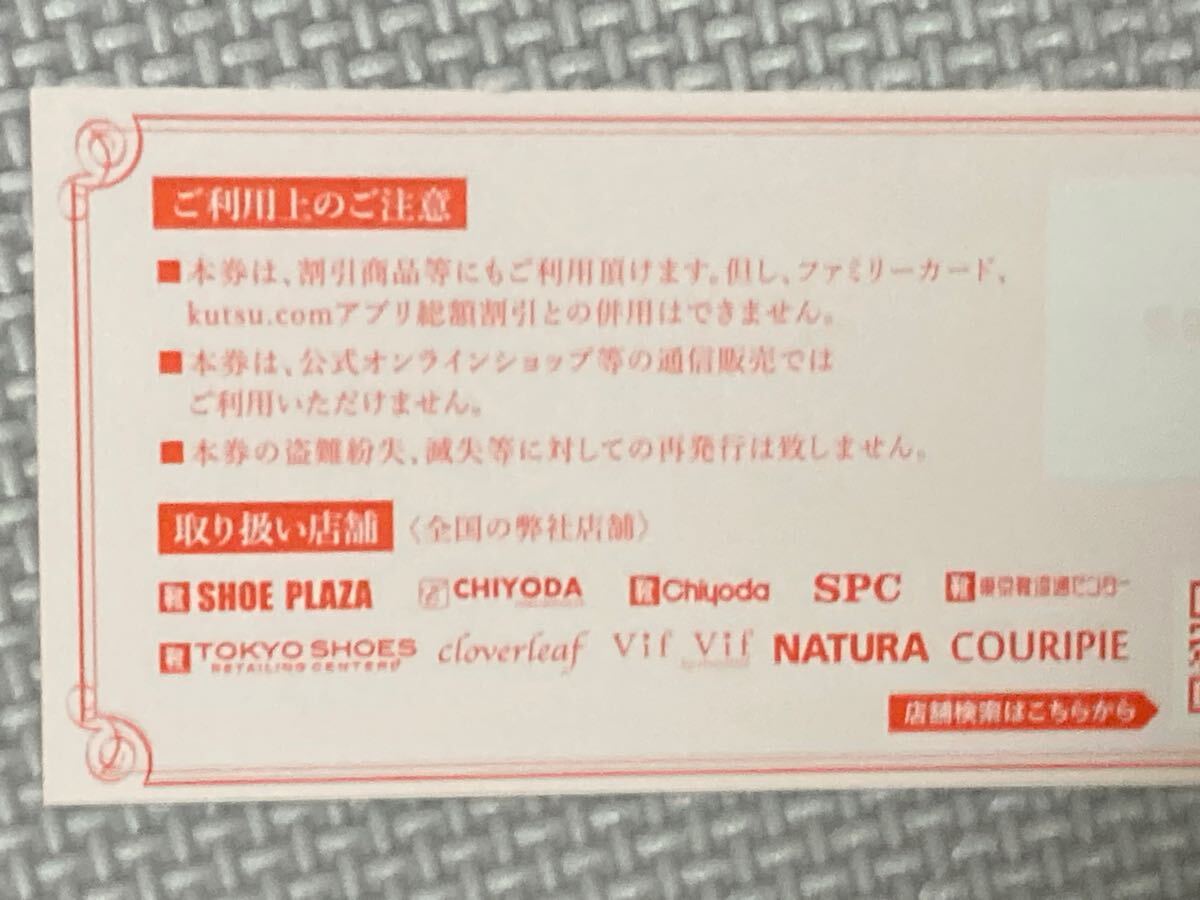 ご利用上のご注意
■本券は、割引商品等にもご利用頂けます。但し、ファミリーカード、
kutsu.comアプリ総額割引との併用はできません。
■本券は、公式オンラインショップ等の通信販売では
ご利用いただけません。
■本券の盗難紛失、滅失等に対しての再発行は致しません。
取り扱い店舗 〈全国の弊社店舗〉
靴 SHOE PLAZA CHIYODA 靴 Chiyoda SPC 靴 東京靴流通センター
靴 TOKYO SHOES cloverleaf Vif Vif NATURA COURIPIE
RETAILING CENTER
店舗検索はこちらから